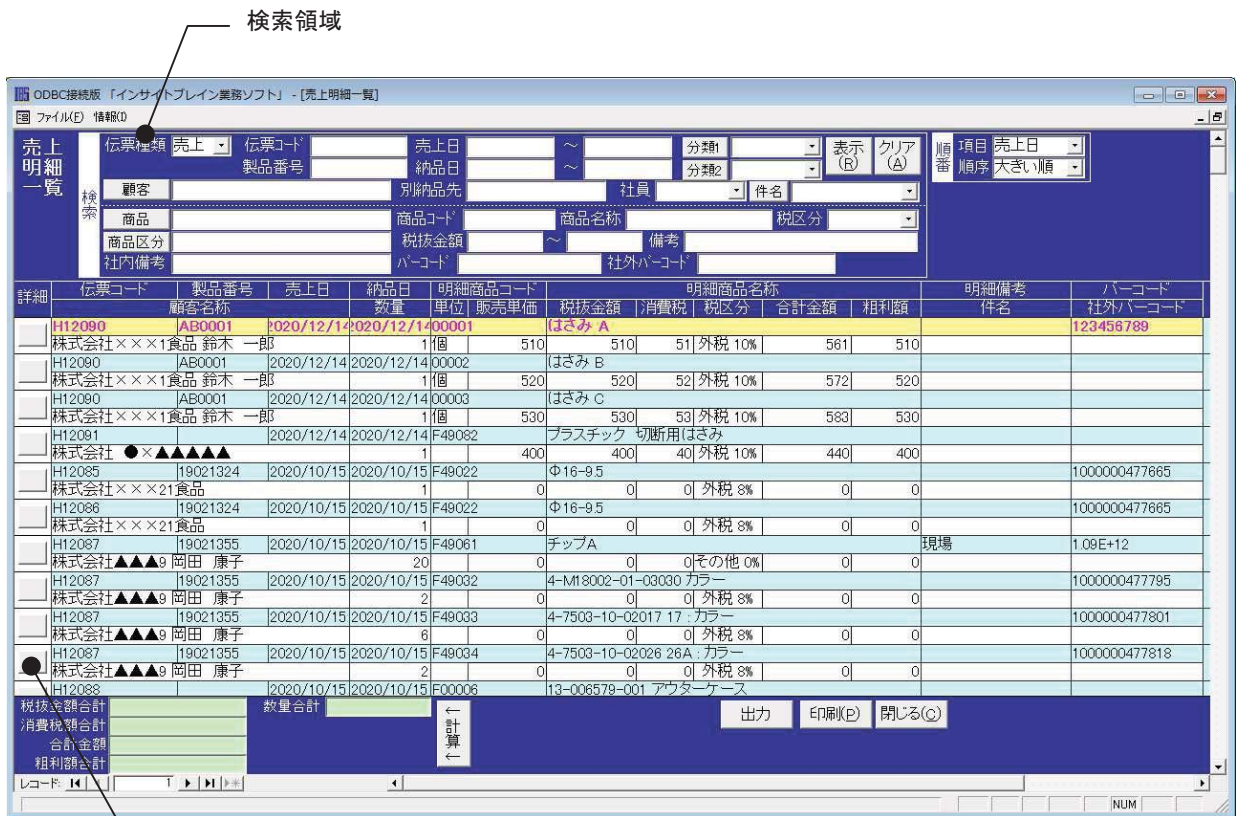 検索領域
ODBC接続版 「インサイトブレイン業務ソフト」 - [売上明細一覧]
ファイル(F) 情報(I)
売上明細一覧
検索
伝票種類 売上 伝票コード 売上日 ～ 分類1 表示(R) クリア(A)
順番 項目 売上日
製品番号 納品日 ～ 分類2
順序 大きい順
顧客 別納品先 社員 件名
商品 商品コード 商品名称 税区分
商品区分 税抜金額 ～ 備考
社内備考 バーコード 社外バーコード
詳細 伝票コード 製品番号 売上日 納品日 明細商品コード 明細商品名称 明細備考 バーコード
顧客名称 数量 単位 販売単価 税抜金額 消費税 税区分 合計金額 粗利額 件名 社外バーコード
H12090 AB0001 2020/12/14 2020/12/14 00001 はさみ A 123456789
株式会社×××1食品 鈴木 一郎 1 個 510 510 51 外税 10% 561 510
H12090 AB0001 2020/12/14 2020/12/14 00002 はさみ B
株式会社×××1食品 鈴木 一郎 1 個 520 520 52 外税 10% 572 520
H12090 AB0001 2020/12/14 2020/12/14 00003 はさみ C
株式会社×××1食品 鈴木 一郎 1 個 530 530 53 外税 10% 583 530
H12091 2020/12/14 2020/12/14 F49082 プラスチック 切断用はさみ
株式会社 ●×▲▲▲▲▲ 1 400 400 40 外税 10% 440 400
H12085 19021324 2020/10/15 2020/10/15 F49022 Φ16-9.5 1000000477665
株式会社×××21食品 1 0 0 0 外税 8% 0 0
H12086 19021324 2020/10/15 2020/10/15 F49022 Φ16-9.5 1000000477665
株式会社×××21食品 1 0 0 0 外税 8% 0 0
H12087 19021355 2020/10/15 2020/10/15 F49061 チップA 現場 1.09E+12
株式会社▲▲▲9 岡田 康子 20 0 0 0 その他 0% 0 0
H12087 19021355 2020/10/15 2020/10/15 F49032 4-M18002-01-03030 カラー 1000000477795
株式会社▲▲▲9 岡田 康子 2 0 0 0 外税 8% 0 0
H12087 19021355 2020/10/15 2020/10/15 F49033 4-7503-10-02017 17 : カラー 1000000477801
株式会社▲▲▲9 岡田 康子 6 0 0 0 外税 8% 0 0
H12087 19021355 2020/10/15 2020/10/15 F49034 4-7503-10-02026 26A : カラー 1000000477818
株式会社▲▲▲9 岡田 康子 2 0 0 0 外税 8% 0 0
H12088 2020/10/15 2020/10/15 F00006 13-006579-001 アウターケース
税抜金額合計 数量合計 ←計算← 出力 印刷(P) 閉じる(C)
消費税額合計
合計金額
粗利額合計
レコード: 1
NUM